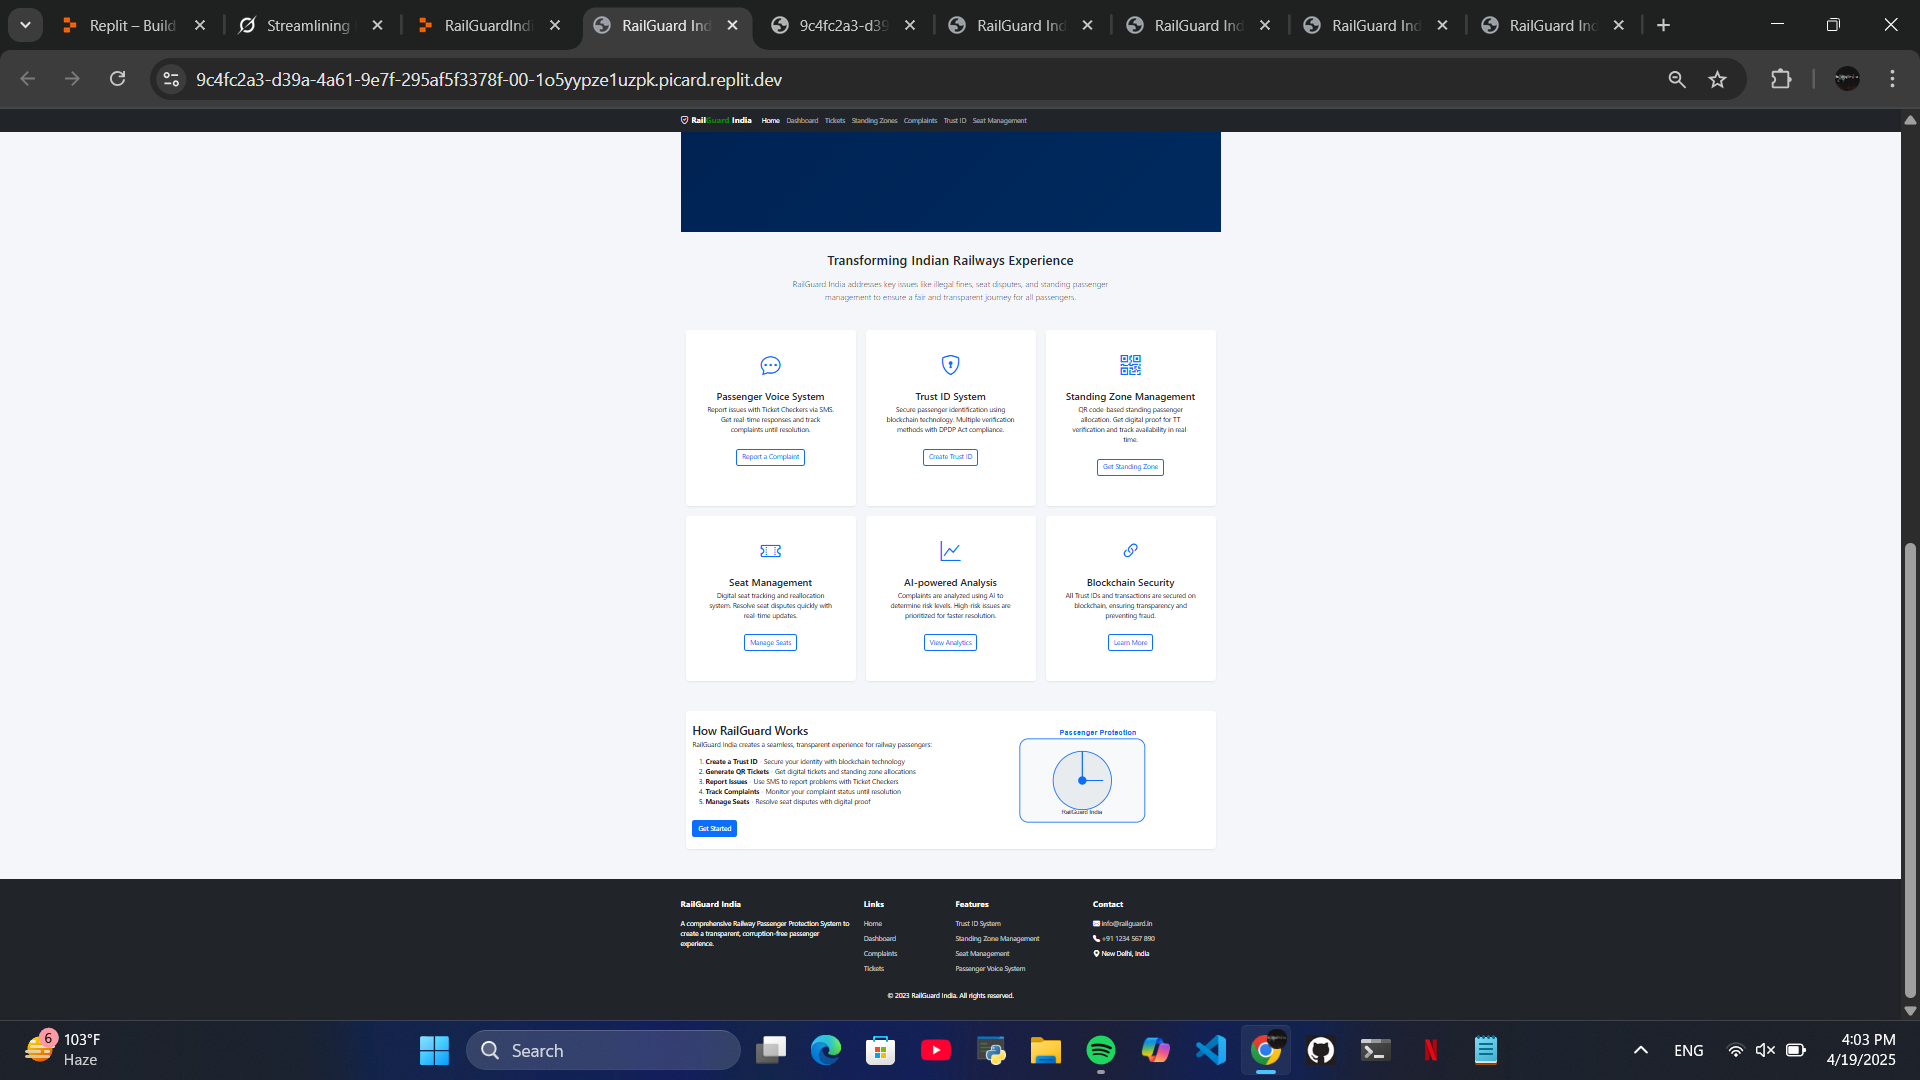 Replit – Build
Streamlining
RailGuardIndi
RailGuard Ind
9c4fc2a3-d39
RailGuard Ind
RailGuard Ind
RailGuard Ind
RailGuard Ind
9c4fc2a3-d39a-4a61-9e7f-295af5f3378f-00-1o5yypze1uzpk.picard.replit.dev
RailGuard India Home Dashboard Tickets Standing Zones Complaints Trust ID Seat Management
Transforming Indian Railways Experience
RailGuard India addresses key issues like illegal fines, seat disputes, and standing passenger
management to ensure a fair and transparent journey for all passengers.
Passenger Voice System
Report issues with Ticket Checkers via SMS.
Get real-time responses and track
complaints until resolution.
Report a Complaint
Trust ID System
Secure passenger identification using
blockchain technology. Multiple verification
methods with DPDP Act compliance.
Create Trust ID
Standing Zone Management
QR code-based standing passenger
allocation. Get digital proof for TT
verification and track availability in real-
time.
Get Standing Zone
Seat Management
Digital seat tracking and reallocation
system. Resolve seat disputes quickly with
real-time updates.
Manage Seats
AI-powered Analysis
Complaints are analyzed using AI to
determine risk levels. High-risk issues are
prioritized for faster resolution.
View Analytics
Blockchain Security
All Trust IDs and transactions are secured on
blockchain, ensuring transparency and
preventing fraud.
Learn More
How RailGuard Works
RailGuard India creates a seamless, transparent experience for railway passengers:
1. Create a Trust ID - Secure your identity with blockchain technology
2. Generate QR Tickets - Get digital tickets and standing zone allocations
3. Report Issues - Use SMS to report problems with Ticket Checkers
4. Track Complaints - Monitor your complaint status until resolution
5. Manage Seats - Resolve seat disputes with digital proof
Get Started
Passenger Protection
RailGuard India
RailGuard India
A comprehensive Railway Passenger Protection System to
create a transparent, corruption-free passenger
experience.
Links
Home
Dashboard
Complaints
Tickets
Features
Trust ID System
Standing Zone Management
Seat Management
Passenger Voice System
Contact
info@railguard.in
+91 1234 567 890
New Delhi, India
© 2023 RailGuard India. All rights reserved.
6
103°F
Haze
Search
ENG
4:03 PM
4/19/2025